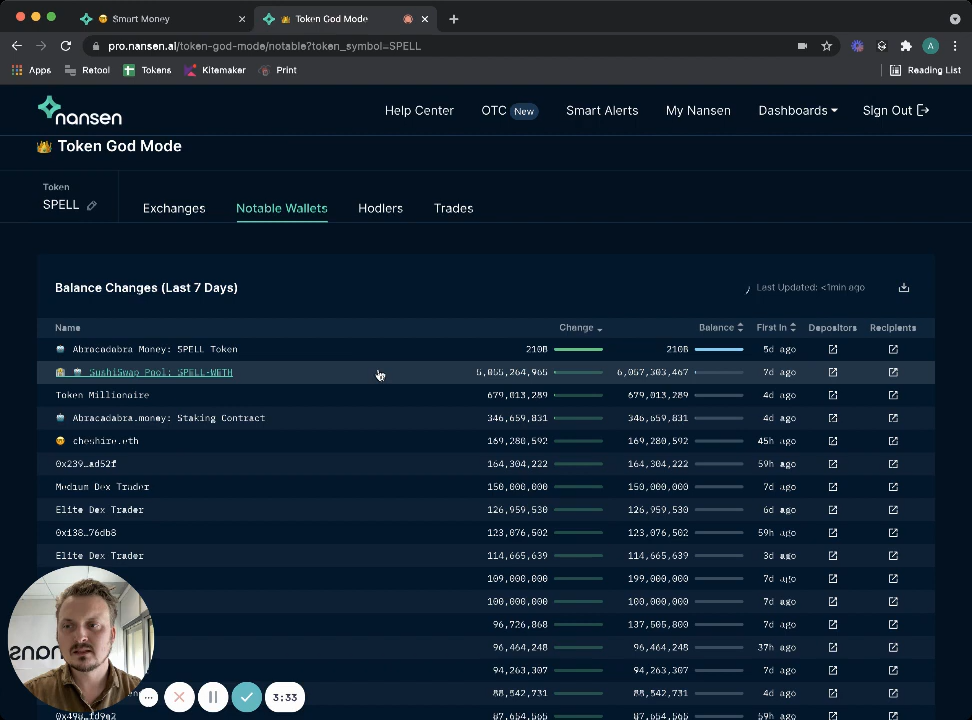 Smart Money
Token God Mode
pro.nansen.ai/token-god-mode/notable?token_symbol=SPELL
A
Apps Retool Tokens Kitemaker Print Reading List
nansen
Help Center OTC New Smart Alerts My Nansen Dashboards Sign Out
Token God Mode
Token
SPELL
Exchanges Notable Wallets Hodlers Trades
Balance Changes (Last 7 Days)
Last Updated: <1min ago
Name Change Balance First In Depositors Recipients
Abracadabra Money: SPELL Token 210B 210B 5d ago
SushiSwap Pool: SPELL-WETH 5,055,264,965 6,057,303,467 7d ago
Token Millionaire 679,013,289 679,013,289 4d ago
Abracadabra.money: Staking Contract 346,659,831 346,659,831 4d ago
cheshire.eth 169,280,592 169,280,592 45h ago
0x239…ad52f 164,304,222 164,304,222 59h ago
Medium Dex Trader 150,000,000 150,000,000 7d ago
Elite Dex Trader 126,959,530 126,959,530 6d ago
0x138…76db8 123,076,502 123,076,502 59h ago
Elite Dex Trader 114,665,639 114,665,639 3d ago
109,000,000 199,000,000 7d ago
100,000,000 100,000,000 7d ago
96,726,868 137,505,800 7d ago
96,464,248 96,464,248 37h ago
94,263,307 94,263,307 7d ago
88,542,731 88,542,731 4d ago
87,654,565 87,654,565 59h ago
3:33